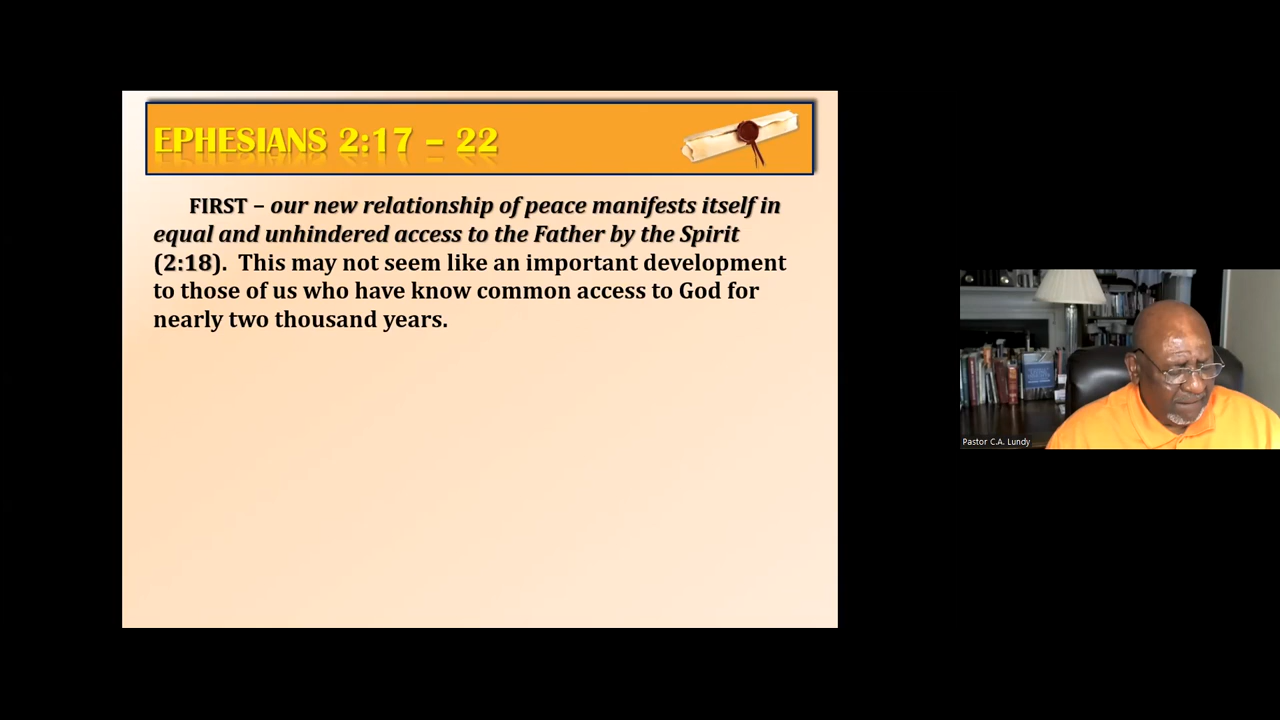 EPHESIANS 2:17 – 22
FIRST – our new relationship of peace manifests itself in
equal and unhindered access to the Father by the Spirit
(2:18).  This may not seem like an important development
to those of us who have know common access to God for
nearly two thousand years.
Pastor C.A. Lundy